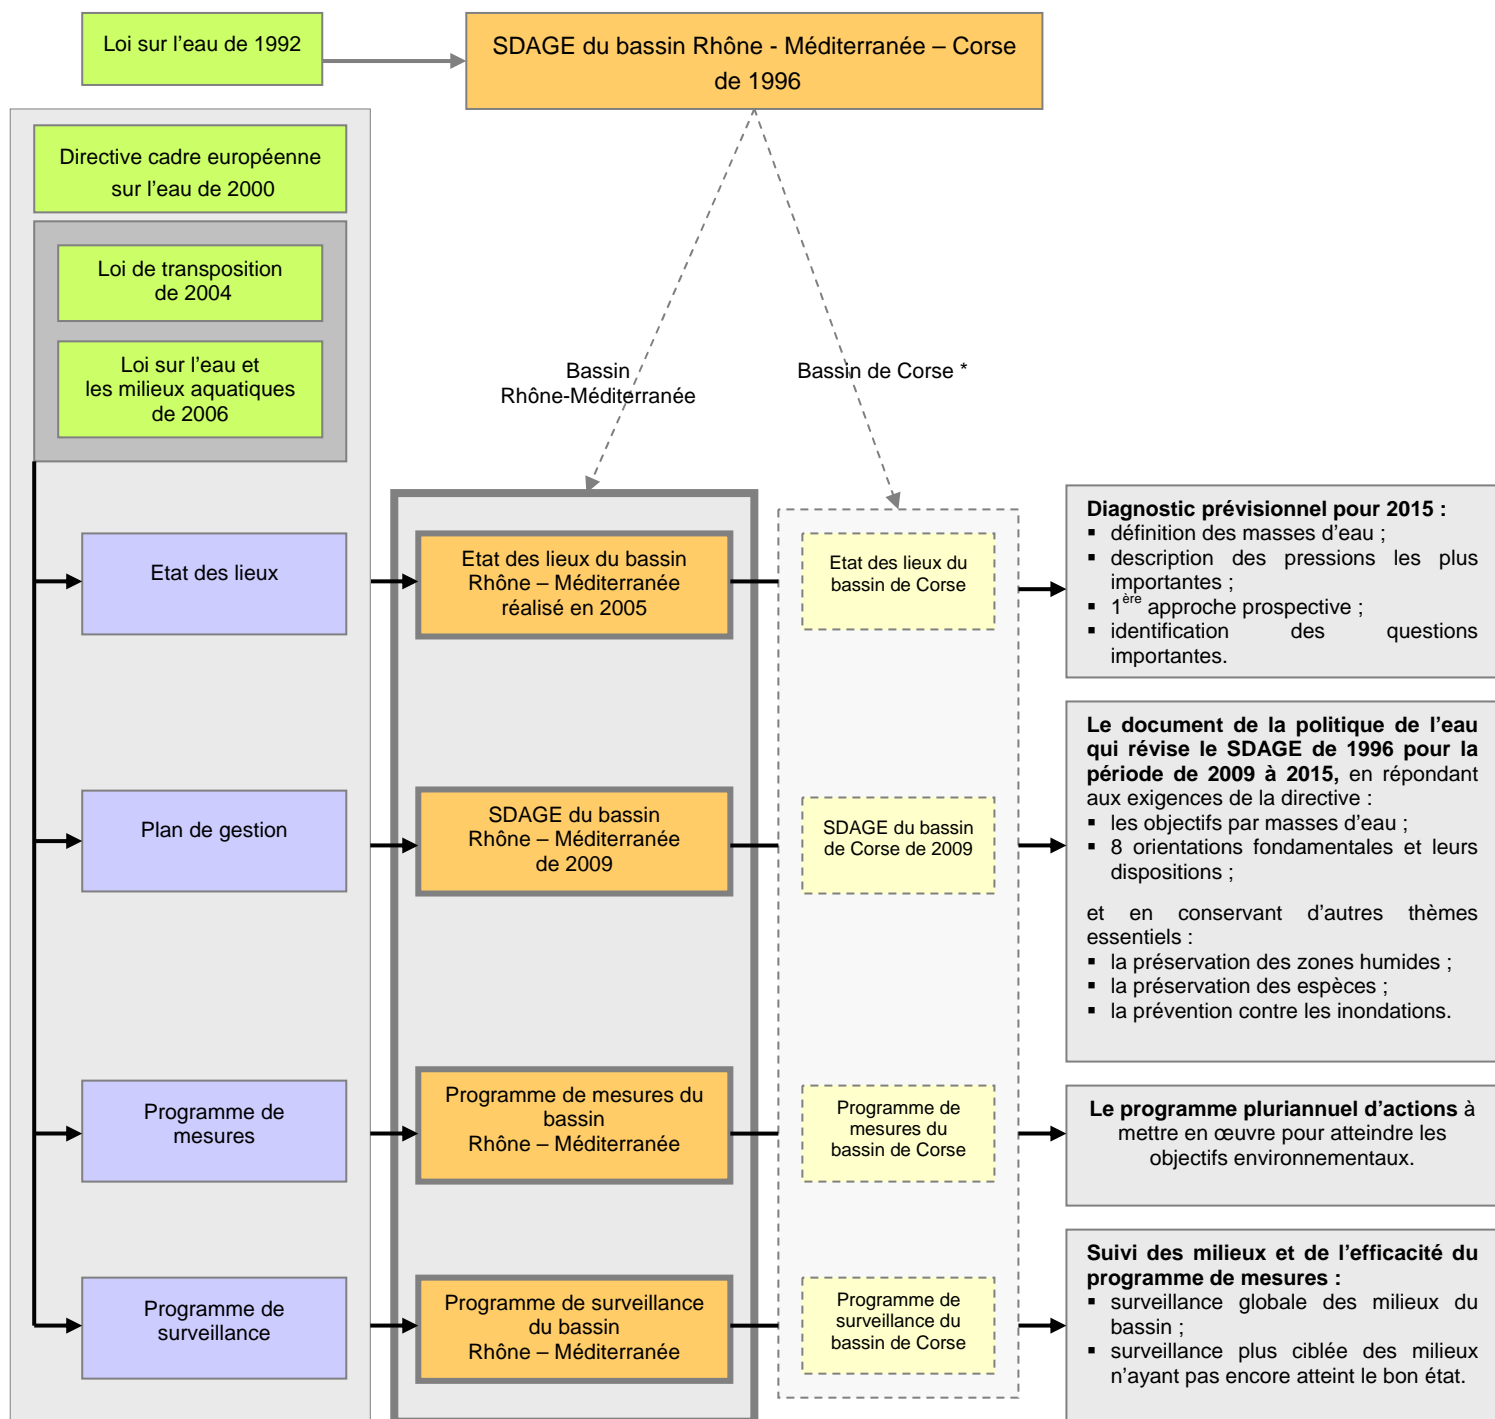 Loi sur l'eau de 1992
SDAGE du bassin Rhône - Méditerranée – Corse
de 1996
Directive cadre européenne
sur l'eau de 2000
Loi de transposition
de 2004
Loi sur l'eau et
les milieux aquatiques
de 2006
Bassin
Rhône-Méditerranée
Bassin de Corse *
Etat des lieux
Etat des lieux du bassin
Rhône – Méditerranée
réalisé en 2005
Etat des lieux du
bassin de Corse
Diagnostic prévisionnel pour 2015 :
▪ définition des masses d'eau ;
▪ description des pressions les plus
importantes ;
▪ 1ère approche prospective ;
▪ identification des questions
importantes.
Plan de gestion
SDAGE du bassin
Rhône – Méditerranée
de 2009
SDAGE du bassin
de Corse de 2009
Le document de la politique de l'eau
qui révise le SDAGE de 1996 pour la
période de 2009 à 2015, en répondant
aux exigences de la directive :
▪ les objectifs par masses d'eau ;
▪ 8 orientations fondamentales et leurs
dispositions ;
et en conservant d'autres thèmes
essentiels :
▪ la préservation des zones humides ;
▪ la préservation des espèces ;
▪ la prévention contre les inondations.
Programme de
mesures
Programme de mesures du
bassin
Rhône – Méditerranée
Programme de
mesures du
bassin de Corse
Le programme pluriannuel d'actions à
mettre en œuvre pour atteindre les
objectifs environnementaux.
Programme de
surveillance
Programme de surveillance
du bassin
Rhône – Méditerranée
Programme de
surveillance du
bassin de Corse
Suivi des milieux et de l'efficacité du
programme de mesures :
▪ surveillance globale des milieux du
bassin ;
▪ surveillance plus ciblée des milieux
n'ayant pas encore atteint le bon état.